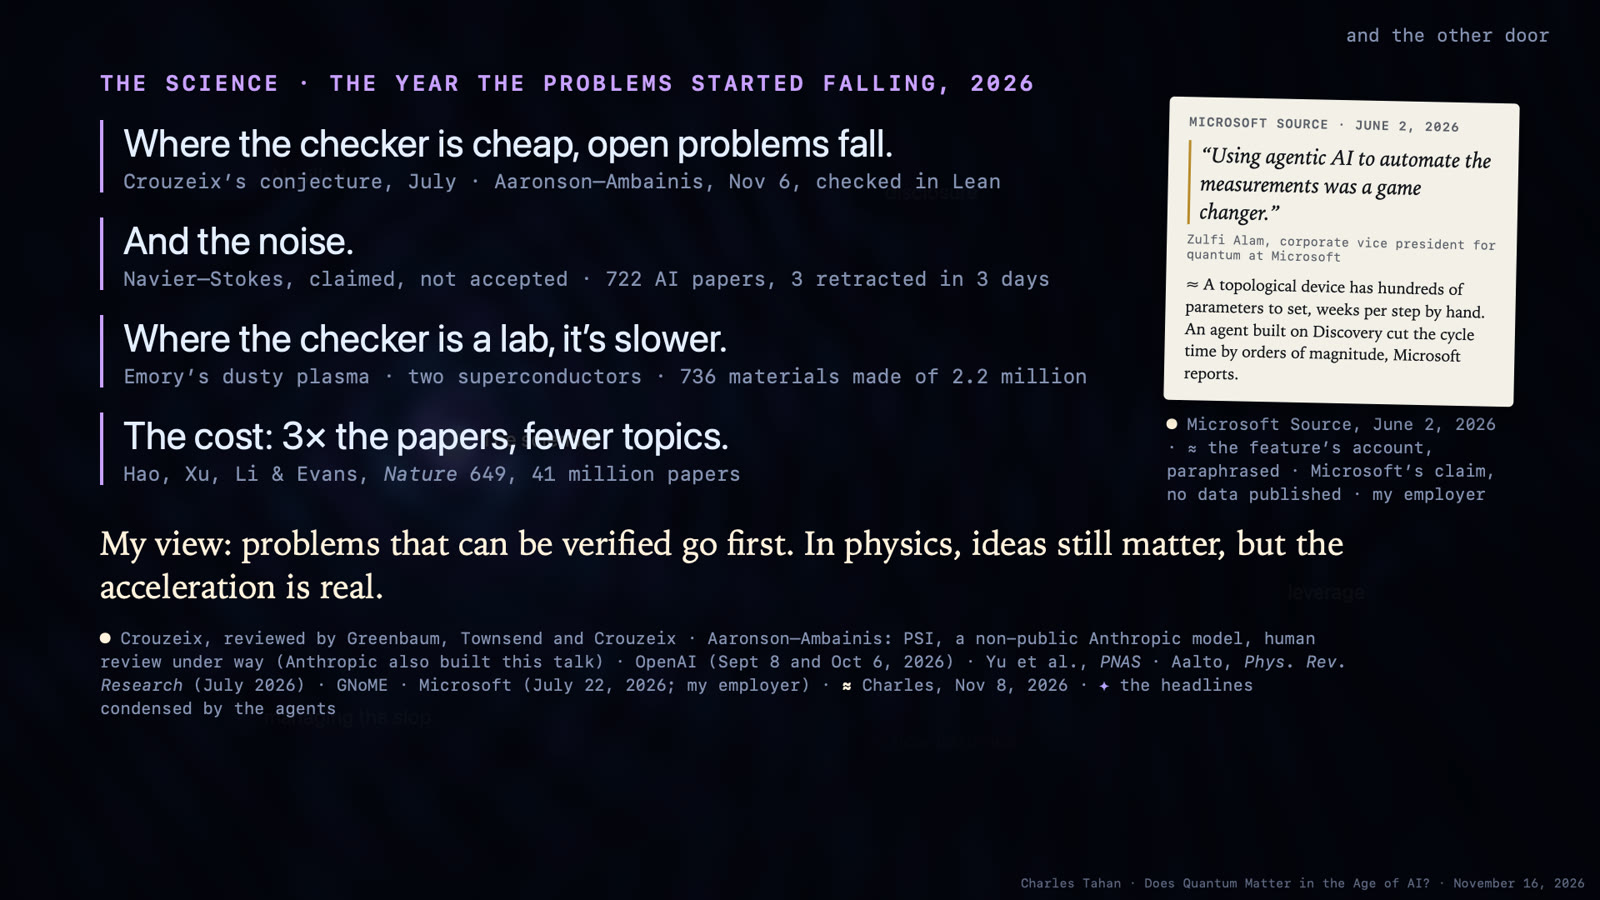 and the other door
THE SCIENCE · THE YEAR THE PROBLEMS STARTED FALLING, 2026
Where the checker is cheap, open problems fall.
Crouzeix’s conjecture, July · Aaronson–Ambainis, Nov 6, checked in Lean
disclosure
And the noise.
Navier–Stokes, claimed, not accepted · 722 AI papers, 3 retracted in 3 days
Where the checker is a lab, it’s slower.
Emory’s dusty plasma · two superconductors · 736 materials made of 2.2 million
The cost: 3× the papers, fewer topics.
Hao, Xu, Li & Evans, Nature 649, 41 million papers
MICROSOFT SOURCE · JUNE 2, 2026
“Using agentic AI to automate the
measurements was a game
changer.”
Zulfi Alam, corporate vice president for
quantum at Microsoft
≈ A topological device has hundreds of
parameters to set, weeks per step by hand.
An agent built on Discovery cut the cycle
time by orders of magnitude, Microsoft
reports.
● Microsoft Source, June 2, 2026
· ≈ the feature’s account,
paraphrased · Microsoft’s claim,
no data published · my employer
My view: problems that can be verified go first. In physics, ideas still matter, but the
acceleration is real.
leverage
● Crouzeix, reviewed by Greenbaum, Townsend and Crouzeix · Aaronson–Ambainis: PSI, a non-public Anthropic model, human
review under way (Anthropic also built this talk) · OpenAI (Sept 8 and Oct 6, 2026) · Yu et al., PNAS · Aalto, Phys. Rev.
Research (July 2026) · GNoME · Microsoft (July 22, 2026; my employer) · ≈ Charles, Nov 8, 2026 · ✦ the headlines
condensed by the agents
managing the slop
Charles Tahan · Does Quantum Matter in the Age of AI? · November 16, 2026